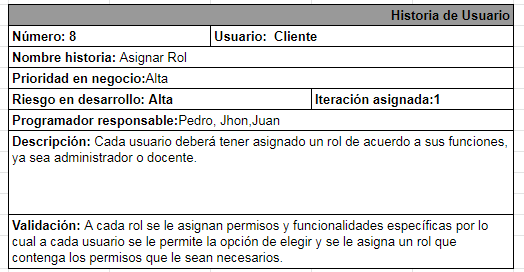 Historia de Usuario
Número: 8 Usuario: Cliente
Nombre historia: Asignar Rol
Prioridad en negocio:Alta
Riesgo en desarrollo: Alta Iteración asignada:1
Programador responsable:Pedro, Jhon,Juan
Descripción: Cada usuario deberá tener asignado un rol de acuerdo a sus funciones,
ya sea administrador o docente.
Validación: A cada rol se le asignan permisos y funcionalidades específicas por lo
cual a cada usuario se le permite la opción de elegir y se le asigna un rol que
contenga los permisos que le sean necesarios.